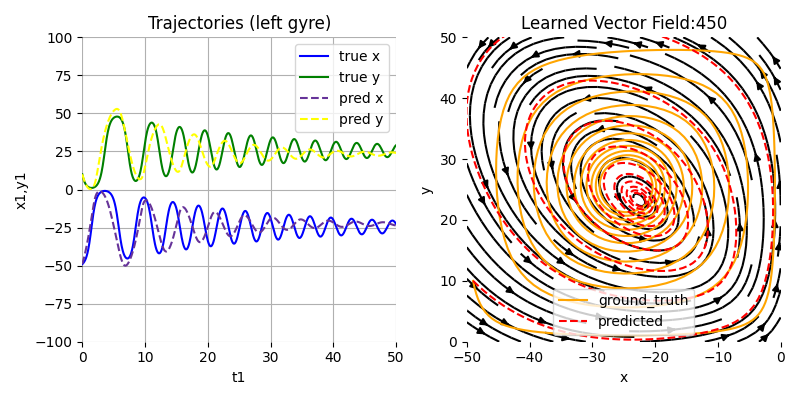 Trajectories (left gyre)
100
75
50
25
0
−25
−50
−75
−100
x1,y1
0 10 20 30 40 50
t1
true x
true y
pred x
pred y
Learned Vector Field:450
50
40
30
20
10
0
y
−50 −40 −30 −20 −10 0
x
ground_truth
predicted